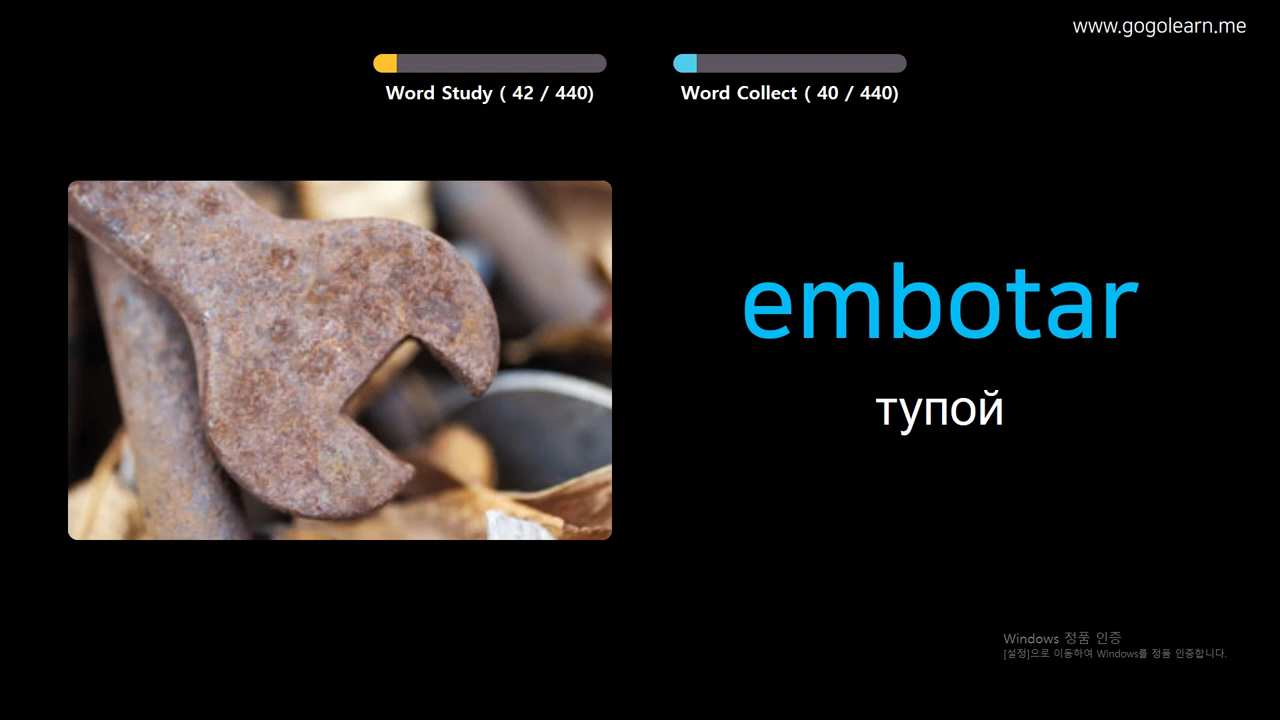 www.gogolearn.me
Word Study ( 42 / 440)
Word Collect ( 40 / 440)
embotar
тупой
Windows 정품 인증
[설정]으로 이동하여 Windows를 정품 인증합니다.